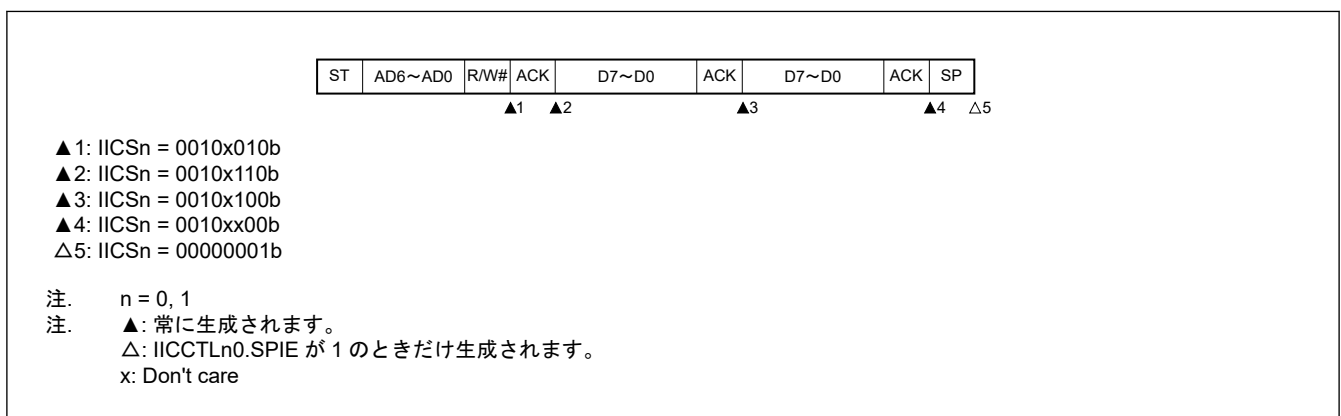 ST AD6～AD0 R/W# ACK D7～D0 ACK D7～D0 ACK SP
▲1 ▲2 ▲3 ▲4 △5
▲1: IICSn = 0010x010b
▲2: IICSn = 0010x110b
▲3: IICSn = 0010x100b
▲4: IICSn = 0010xx00b
△5: IICSn = 00000001b
注. n = 0, 1
注. ▲: 常に生成されます。
△: IICCTLn0.SPIE が 1 のときだけ生成されます。
x: Don't care